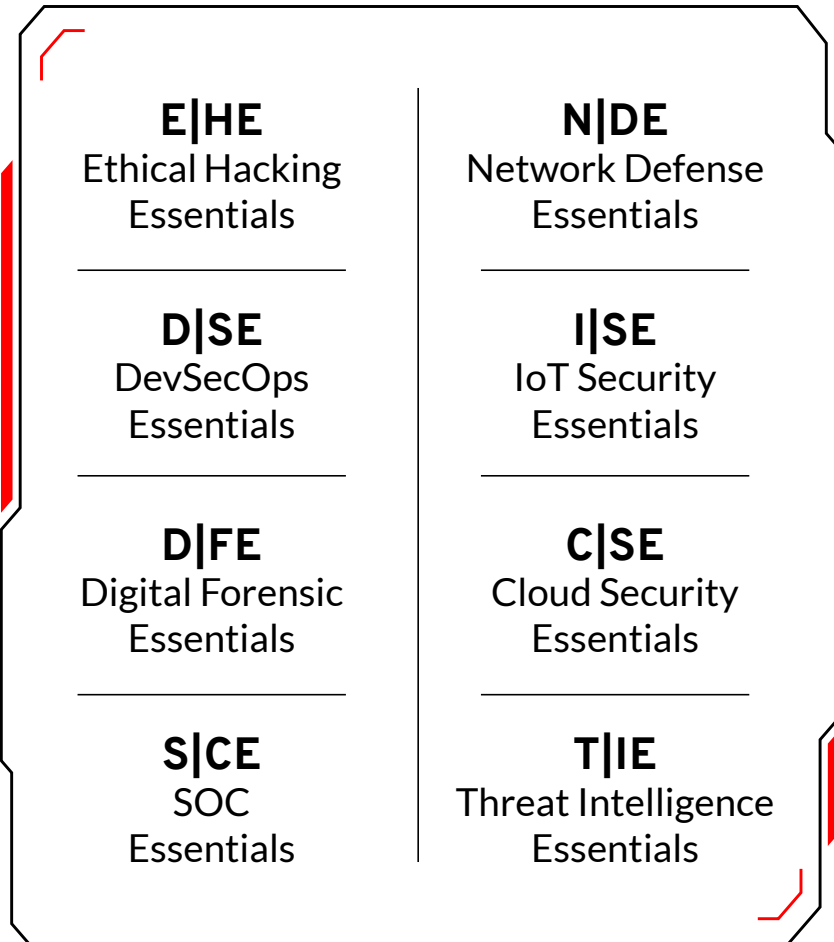 E|HE
Ethical Hacking
Essentials
N|DE
Network Defense
Essentials
D|SE
DevSecOps
Essentials
I|SE
IoT Security
Essentials
D|FE
Digital Forensic
Essentials
C|SE
Cloud Security
Essentials
S|CE
SOC
Essentials
T|IE
Threat Intelligence
Essentials